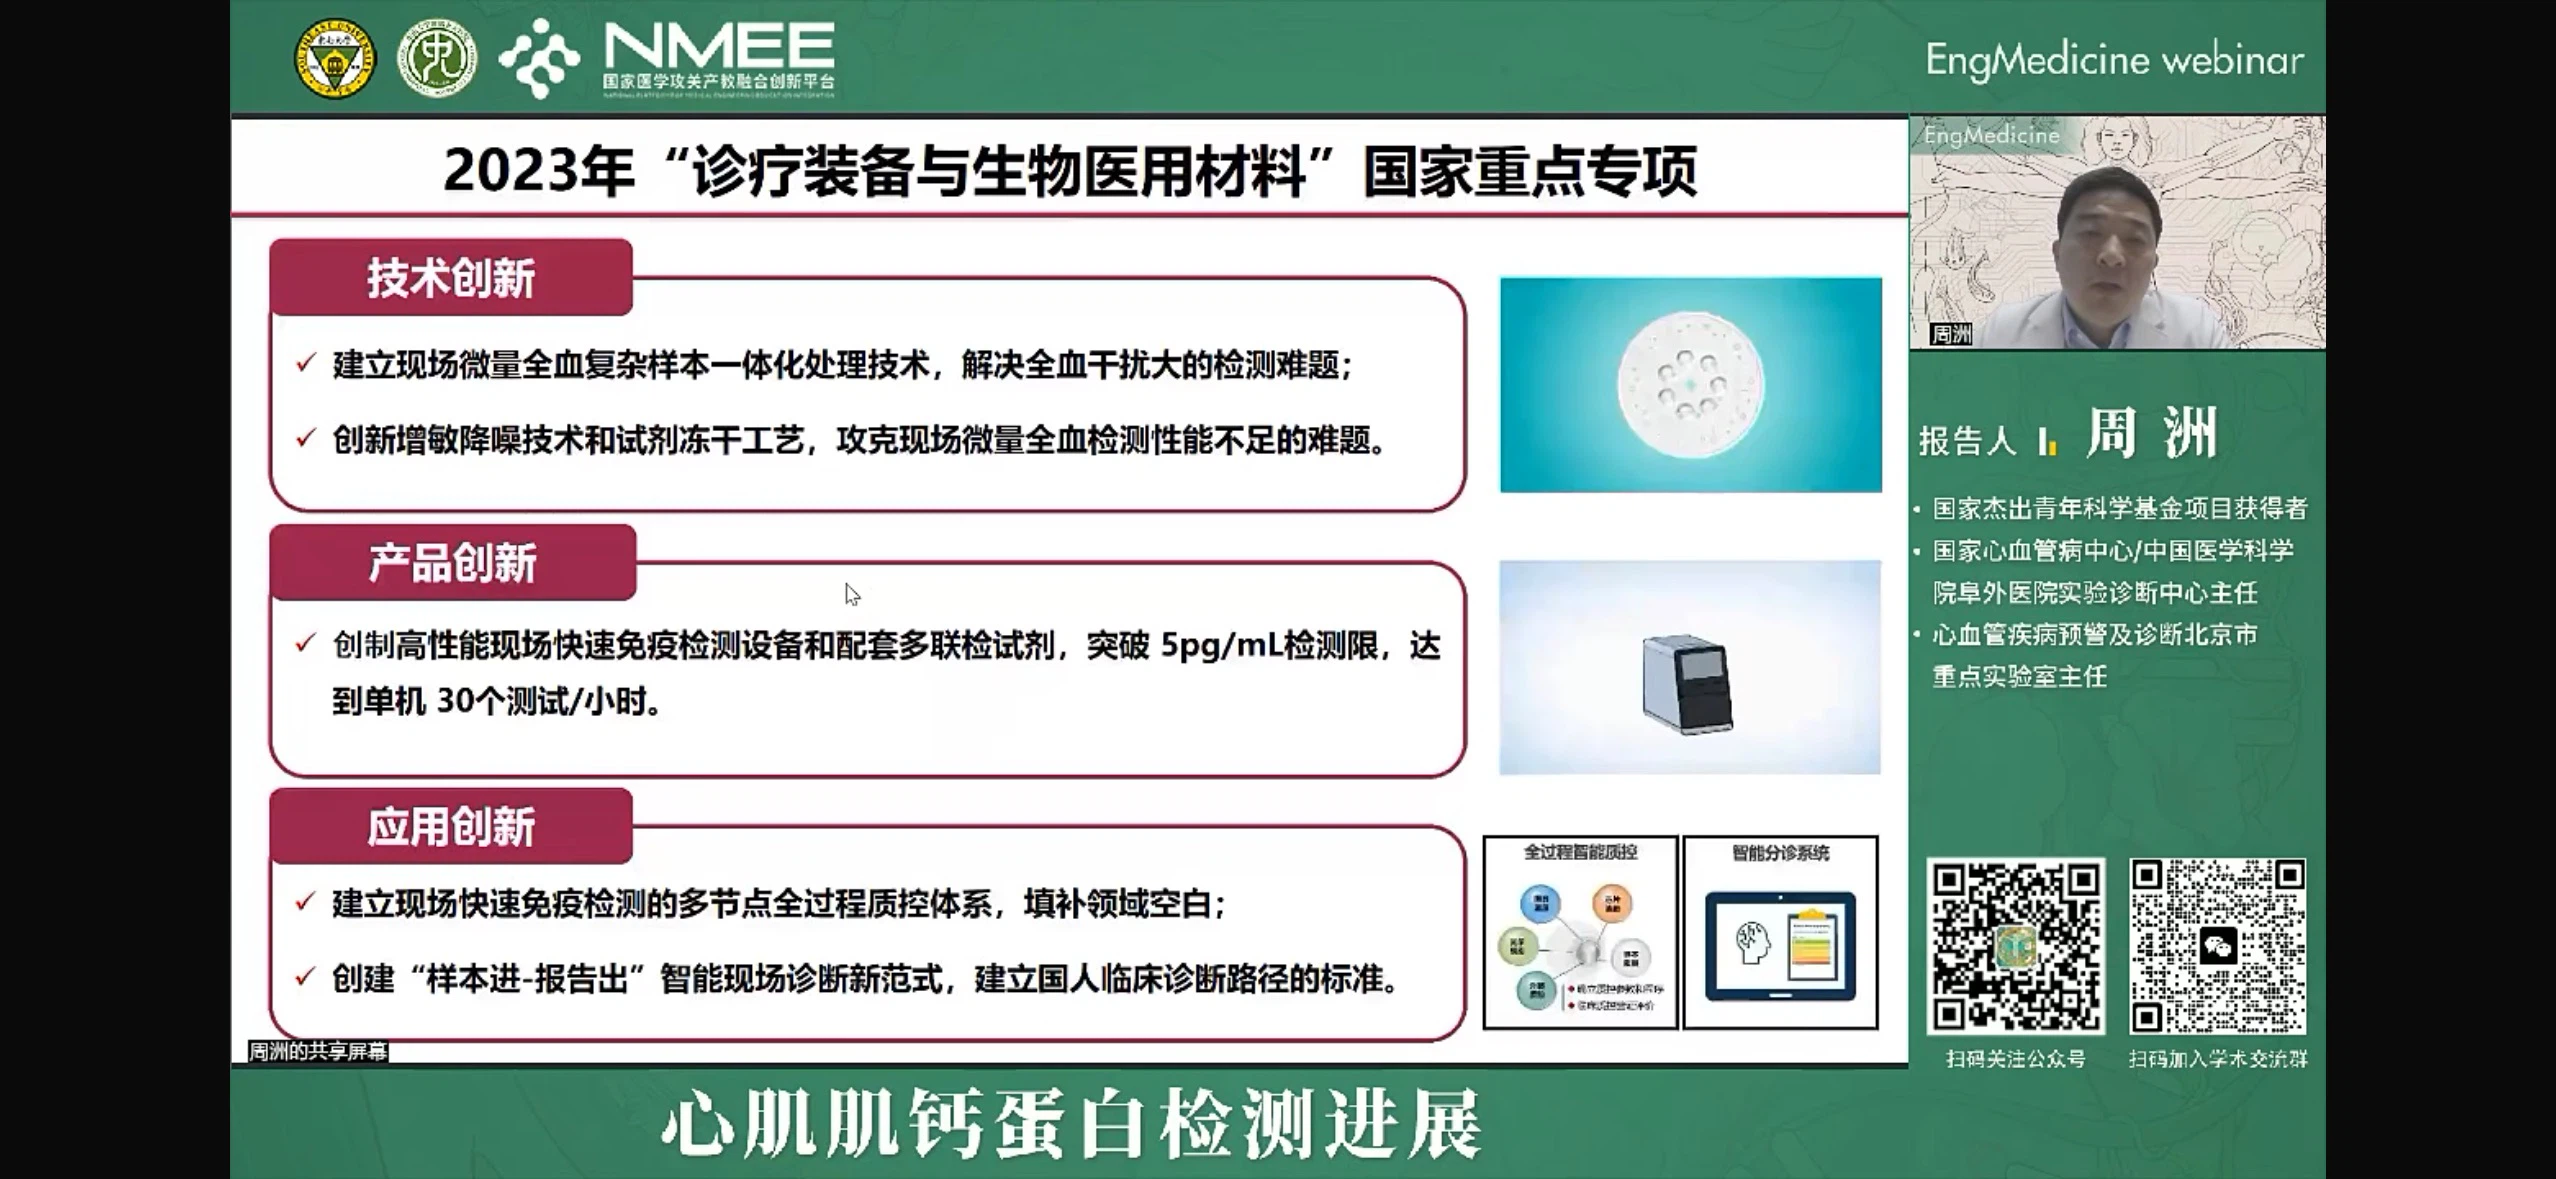 NMEE
国家医学攻关产教融合创新平台
EngMedicine webinar
2023年“诊疗装备与生物医用材料”国家重点专项
技术创新
✓ 建立现场微量全血复杂样本一体化处理技术，解决全血干扰大的检测难题；
✓ 创新增敏降噪技术和试剂冻干工艺，攻克现场微量全血检测性能不足的难题。
产品创新
✓ 创制高性能现场快速免疫检测设备和配套多联检试剂，突破 5pg/mL检测限，达
到单机 30个测试/小时。
应用创新
✓ 建立现场快速免疫检测的多节点全过程质控体系，填补领域空白；
✓ 创建“样本进-报告出”智能现场诊断新范式，建立国人临床诊断路径的标准。
全过程智能质控
智能分诊系统
周洲的共享屏幕
EngMedicine
周洲
报告人 周洲
• 国家杰出青年科学基金项目获得者
• 国家心血管病中心/中国医学科学
院阜外医院实验诊断中心主任
• 心血管疾病预警及诊断北京市
重点实验室主任
扫码关注公众号
扫码加入学术交流群
心肌肌钙蛋白检测进展